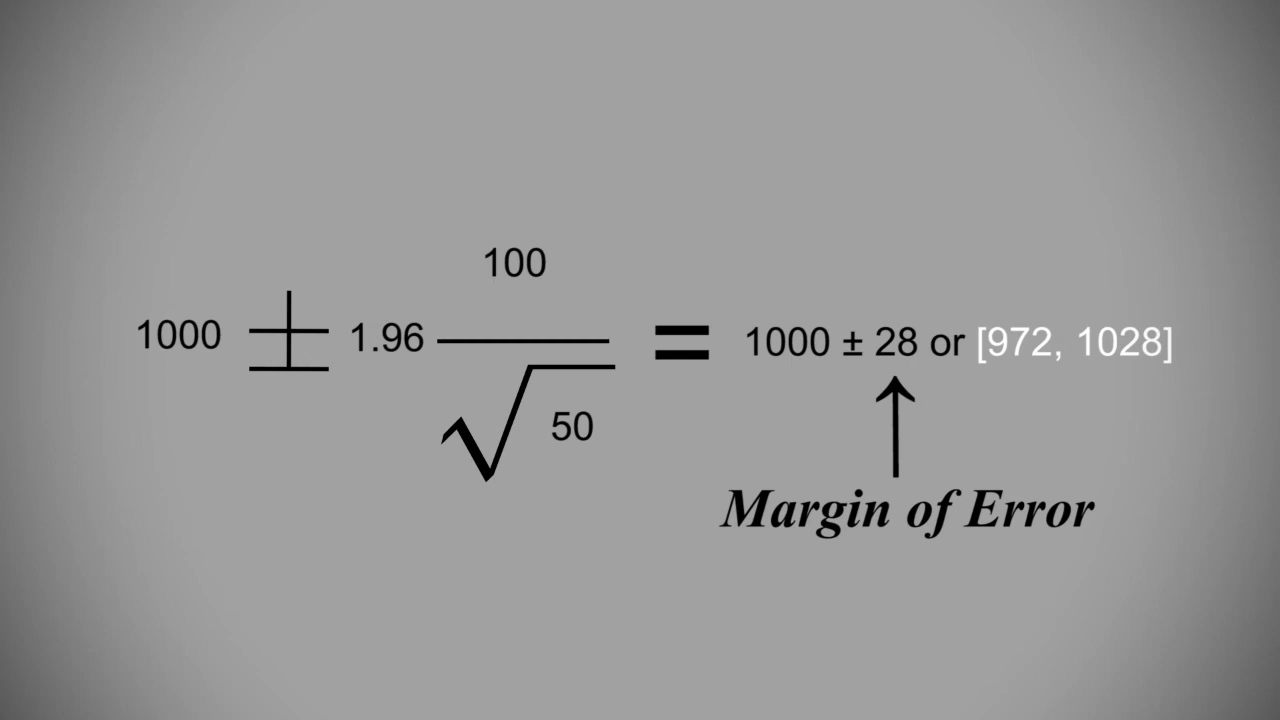 100
1000 ± 1.96 = 1000 ± 28 or [972, 1028]
√50
Margin of Error